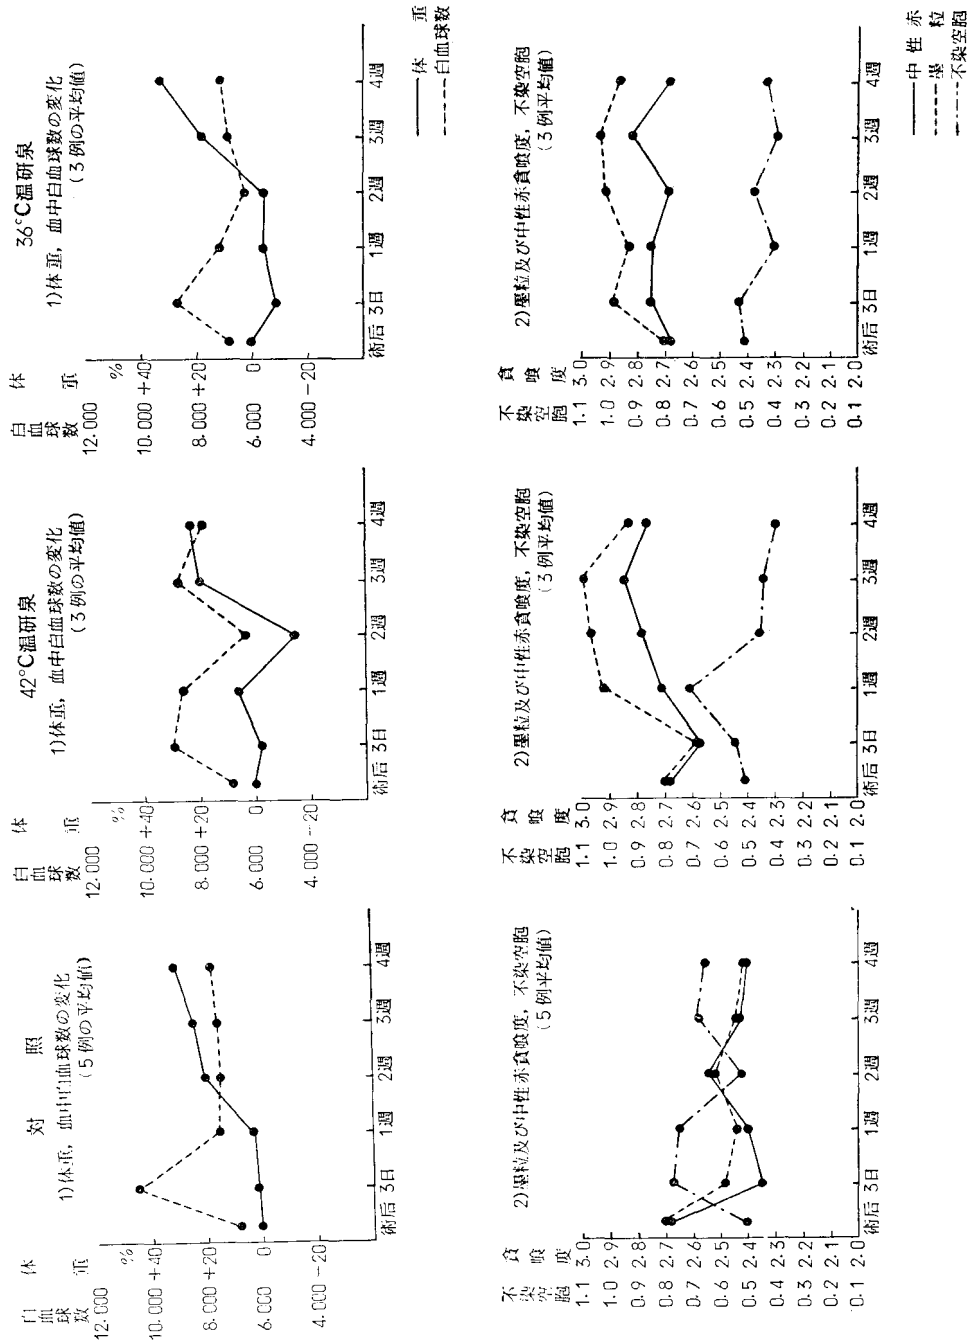 対 照
1)体重, 血中白血球数の変化
(5例の平均値)
白血球数
体 重
12.000
%
10.000 +40
8.000 +20
6.000 0
4.000 -20
術后 3日 1週 2週 3週 4週
42°C温研泉
1)体重, 血中白血球数の変化
(3例の平均値)
白血球数
体 重
12.000
%
10.000 +40
8.000 +20
6.000 0
4.000 -20
術后 3日 1週 2週 3週 4週
36°C温研泉
1)体重, 血中白血球数の変化
(3例の平均値)
白血球数
体 重
12.000
%
10.000 +40
8.000 +20
6.000 0
4.000 -20
術后 3日 1週 2週 3週 4週
体 重
白血球数
2)墨粒及び中性赤貪喰度, 不染空胞
(5例平均値)
不染空胞
貪喰度
1.1 3.0
1.0 2.9
0.9 2.8
0.8 2.7
0.7 2.6
0.6 2.5
0.5 2.4
0.4 2.3
0.3 2.2
0.2 2.1
0.1 2.0
術后 3日 1週 2週 3週 4週
2)墨粒及び中性赤貪喰度, 不染空胞
(3例平均値)
不染空胞
貪喰度
1.1 3.0
1.0 2.9
0.9 2.8
0.8 2.7
0.7 2.6
0.6 2.5
0.5 2.4
0.4 2.3
0.3 2.2
0.2 2.1
0.1 2.0
術后 3日 1週 2週 3週 4週
2)墨粒及び中性赤貪喰度, 不染空胞
(3例平均値)
不染空胞
貪喰度
1.1 3.0
1.0 2.9
0.9 2.8
0.8 2.7
0.7 2.6
0.6 2.5
0.5 2.4
0.4 2.3
0.3 2.2
0.2 2.1
0.1 2.0
術后 3日 1週 2週 3週 4週
中性赤
墨 粒
不染空胞